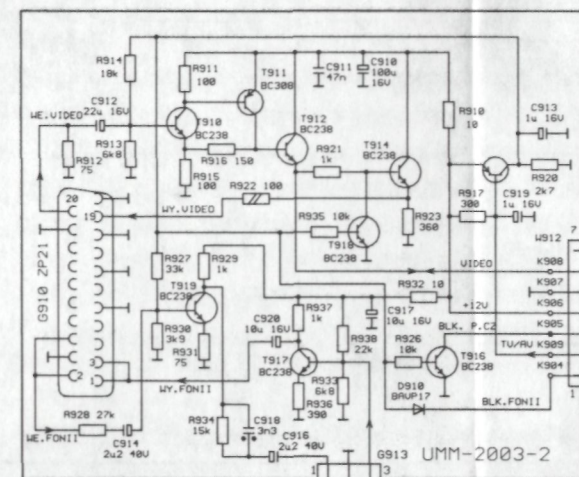 R914
18k
R911
100
T911
BC308
C911
47n
C910
100u
16V
C912
22u 16V
T910
BC238
T912
BC238
R910
10
C913
1u 16V
WE.VIDEO
R913
6k8
R912
75
R916 150
R921
1k
T914
BC238
R915
100
R922 100
R920
2k7
R917
300
C919
1u 16V
20
19
WY.VIDEO
R935 10k
R923
360
W912
7
T918
BC238
G910 ZP21
R927
33k
R929
1k
VIDEO
K908
K907
T919
BC238
R932 10
+12V
K906
C920
10u 16V
R937
1k
C917
10u 16V
BLK. P.CZ
K905
R930
3k9
R931
75
R938
22k
R926
10k
T916
BC238
TV/AV
K909
3
T917
BC238
K904
2
1
WY.FONII
R933
6k8
D910
BAVP17
BLK.FONII
1
R936
390
R928 27k
R934
15k
C918
3n3
WE.FONII
C914
2u2 40V
C916
2u2 40V
G913
1
3
UMM-2003-2